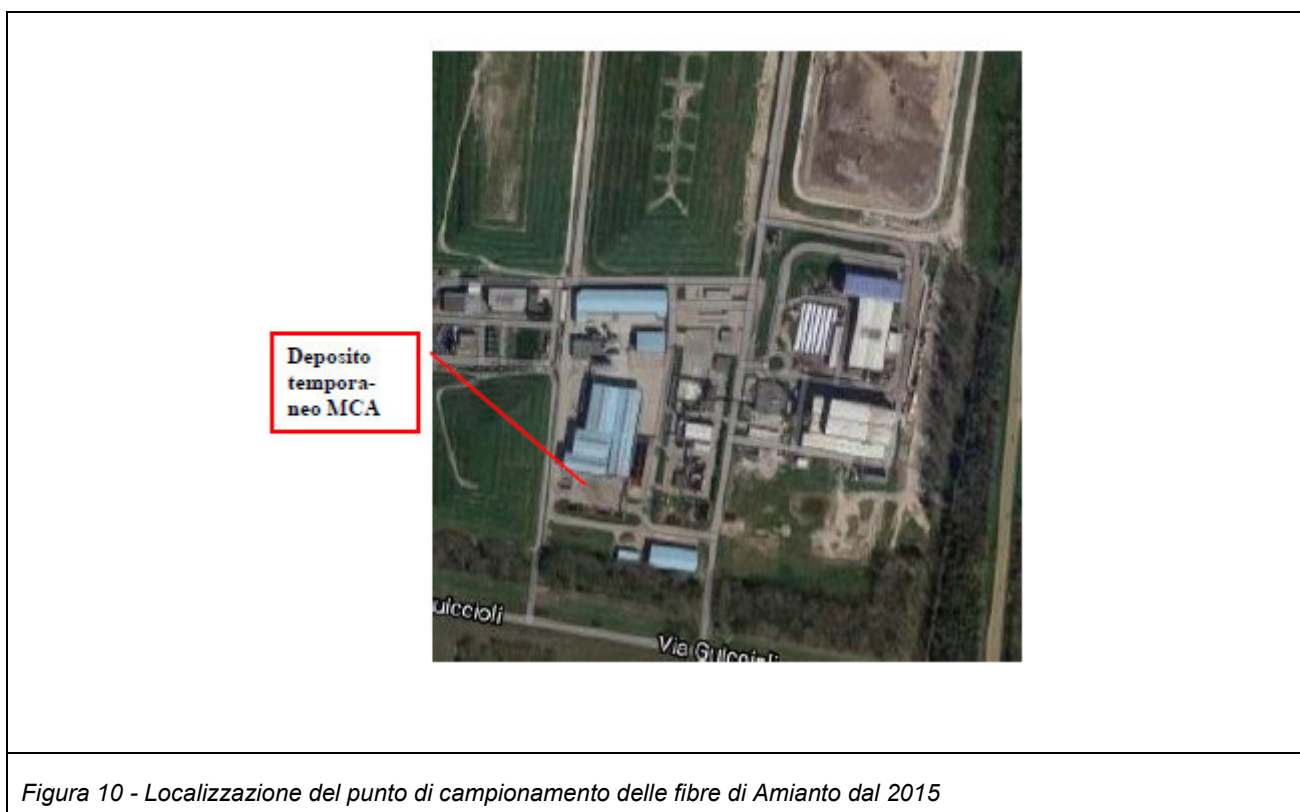 Deposito
tempora-
neo MCA
uiccioli
Via Guiccioli
Figura 10 - Localizzazione del punto di campionamento delle fibre di Amianto dal 2015